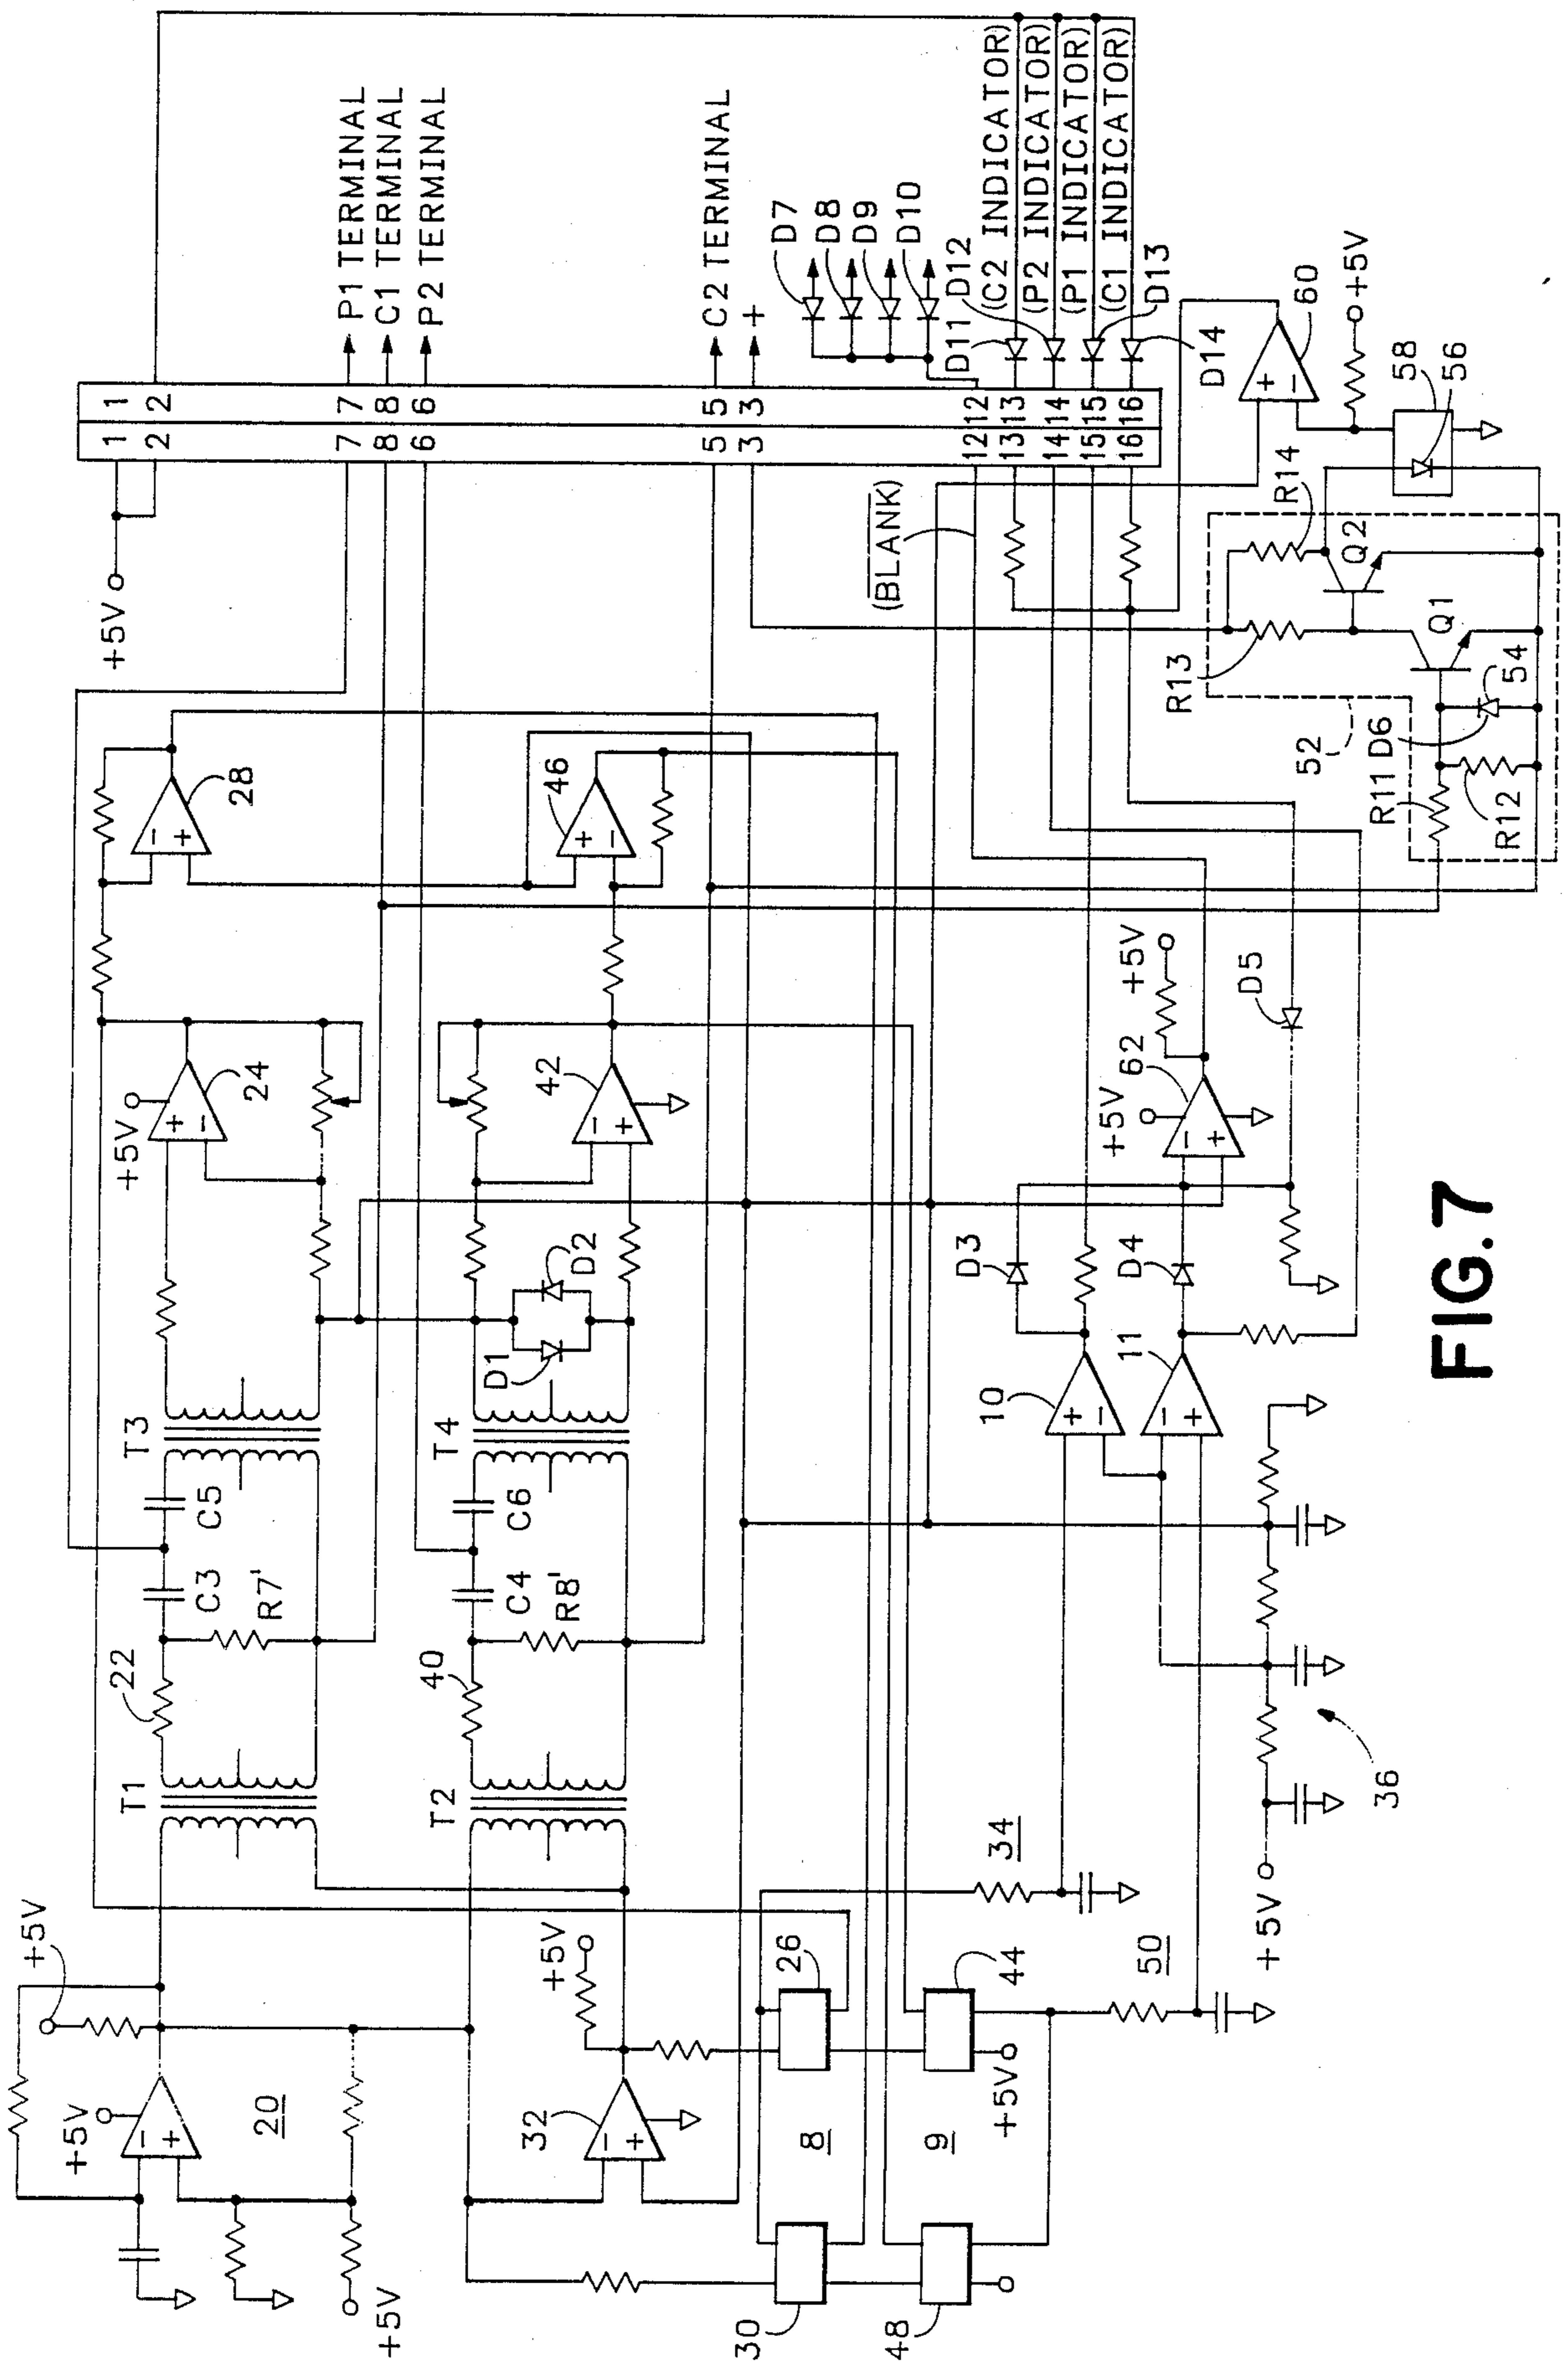 +5V
1 1
2 2
7 7
8 8
6 6
5 5
3 3
12 12
13 13
14 14
15 15
16 16
P1 TERMINAL
C1 TERMINAL
P2 TERMINAL
C2 TERMINAL
+
D7
D8
D9
D10
D11
D12
(C2 INDICATOR)
(P2 INDICATOR)
(P1 INDICATOR)
(C1 INDICATOR)
D13
D14
(BLANK)
+
−
60
+5V
58
56
R14
Q2
Q1
R13
54
D6
52
R11
R12
−
+
28
46
+
−
+5V
+
−
24
42
−
+
+5V
62
−
+
+5V
D5
D3
D4
D2
D1
T3
T4
C5
C6
C3
C4
R7'
R8'
22
40
T1
T2
10
+
−
11
−
+
36
+5V
34
50
+5V
+5V
−
+
20
+5V
32
−
+
+5V
26
44
8
9
+5V
30
48
FIG.7